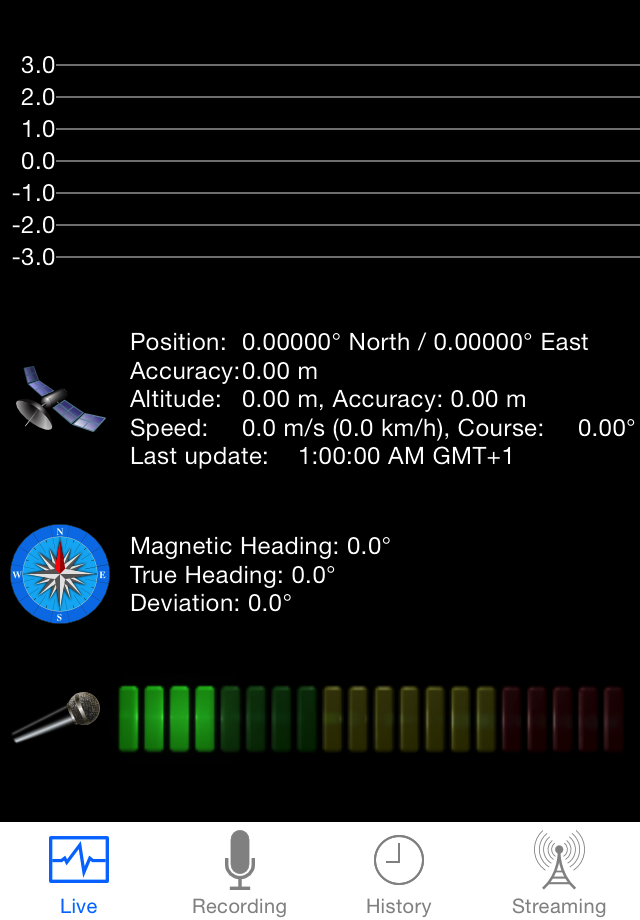 3.0
2.0
1.0
0.0
-1.0
-2.0
-3.0
Position: 0.00000° North / 0.00000° East
Accuracy:0.00 m
Altitude: 0.00 m, Accuracy: 0.00 m
Speed: 0.0 m/s (0.0 km/h), Course: 0.00°
Last update: 1:00:00 AM GMT+1
N
W E
S
Magnetic Heading: 0.0°
True Heading: 0.0°
Deviation: 0.0°
Live Recording History Streaming